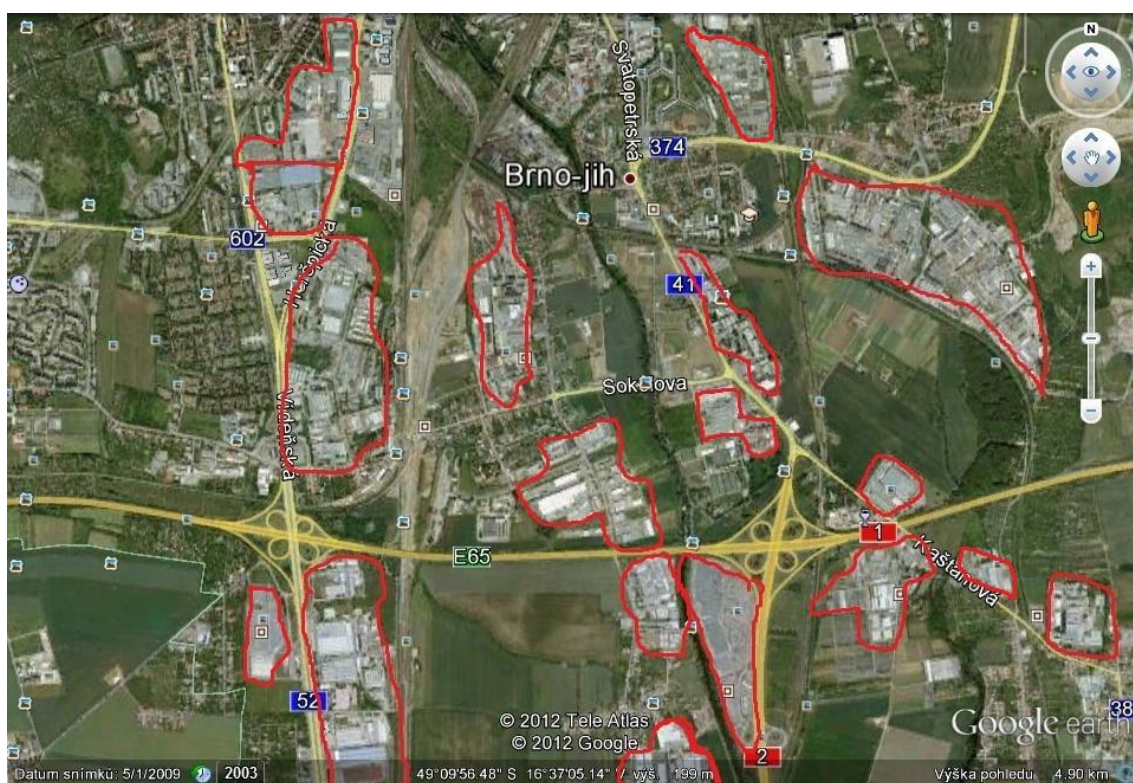 N
Svatopetrská
374
Brno-jih
602
Heršpická
41
Sokolova
Vídeňská
1
E65
Kaštanová
52
38
© 2012 Tele Atlas
© 2012 Google
Google earth
2
Datum snímků: 5/1/2009 2003 49°09'56.48" S 16°37'05.14" V výš. 199 m Výška pohledu 4.90 km